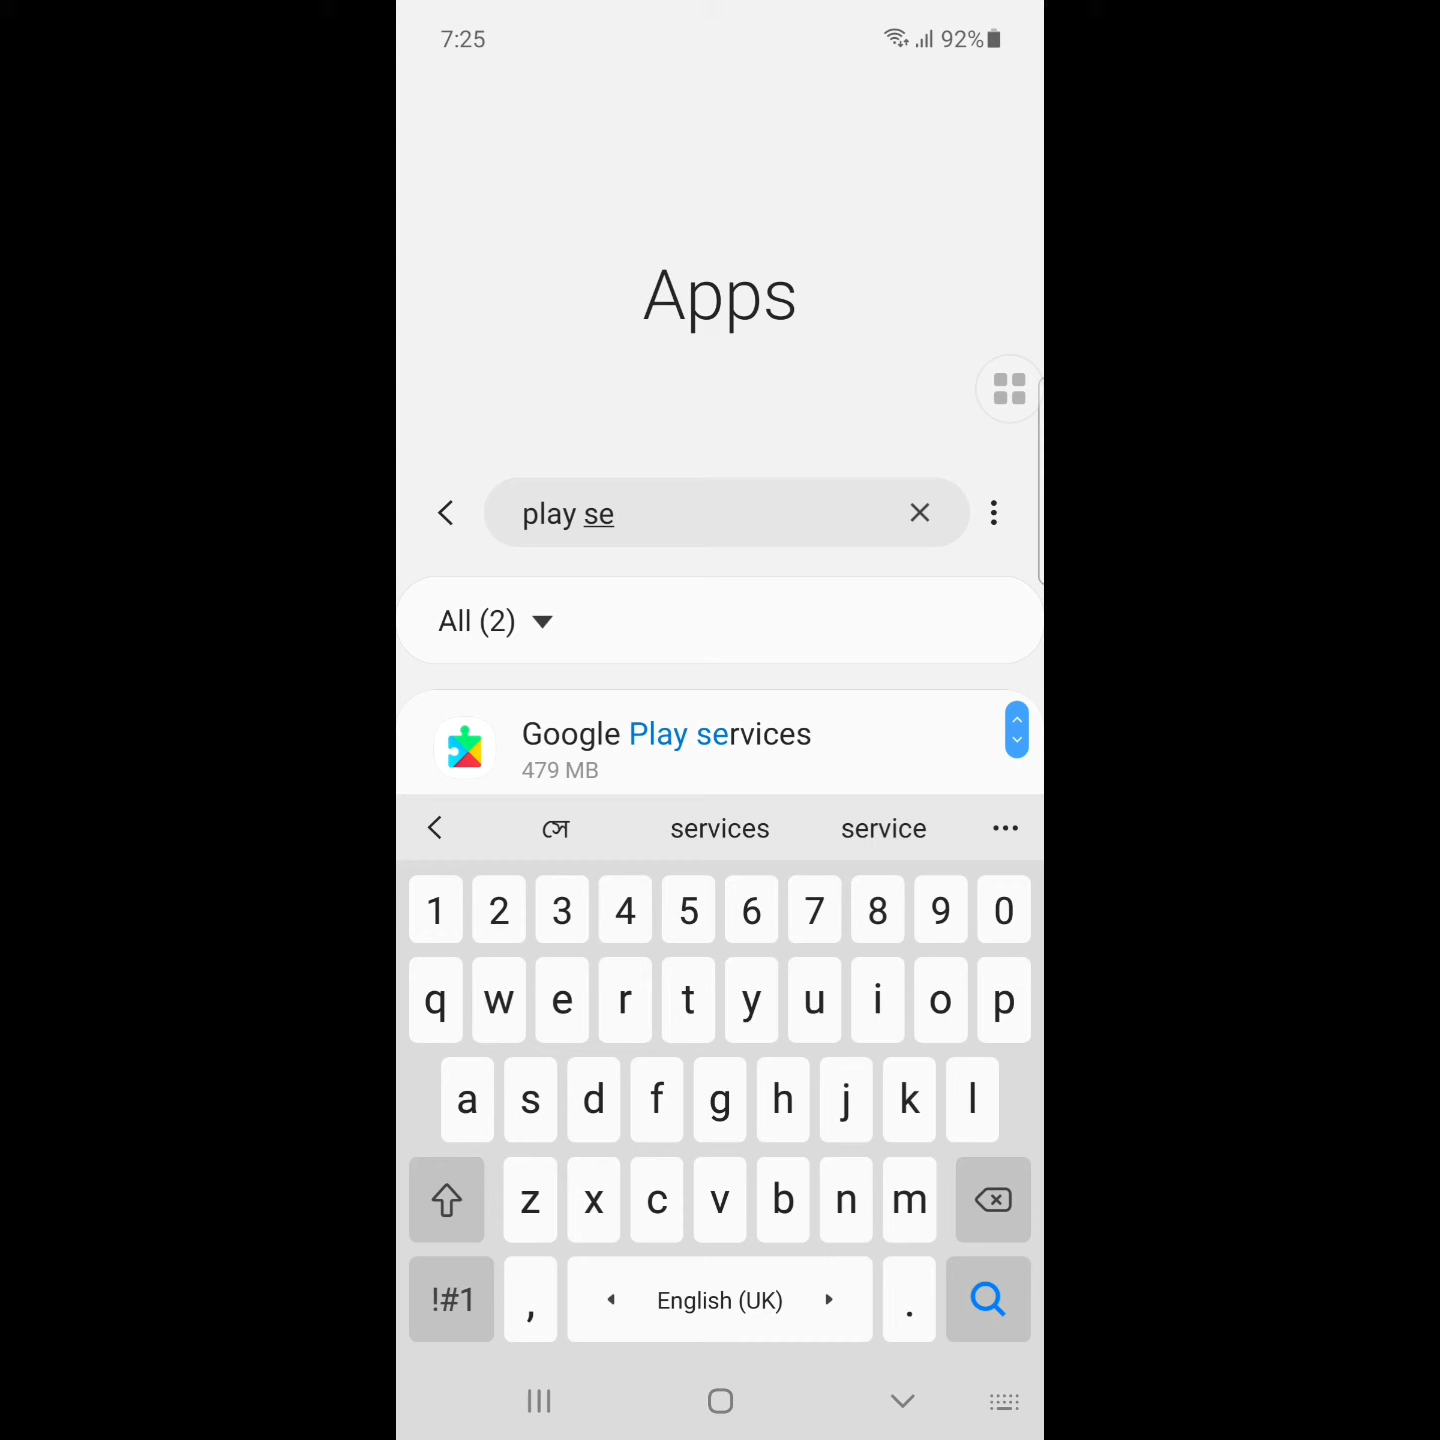 7:25
92%
Apps
play se
All (2)
Google Play services
479 MB
সে services service
1 2 3 4 5 6 7 8 9 0
q w e r t y u i o p
a s d f g h j k l
z x c v b n m
!#1 , English (UK) .